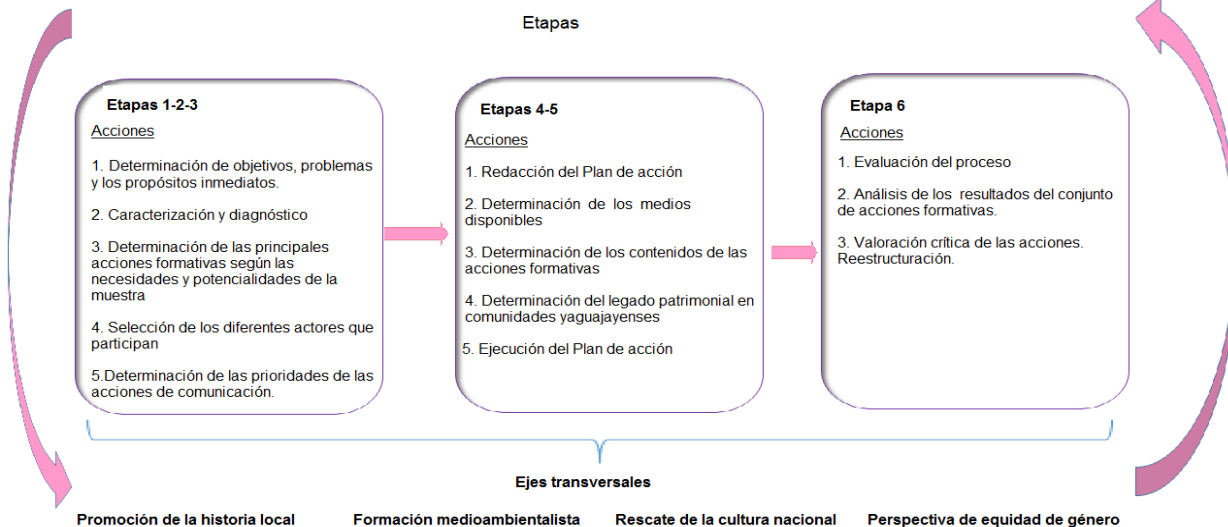 Etapas
Etapas 1-2-3
Acciones
1. Determinación de objetivos, problemas
y los propósitos inmediatos.
2. Caracterización y diagnóstico
3. Determinación de las principales
acciones formativas según las
necesidades y potencialidades de la
muestra
4. Selección de los diferentes actores que
participan
5.Determinación de las prioridades de las
acciones de comunicación.
Etapas 4-5
Acciones
1. Redacción del Plan de acción
2. Determinación de los medios
disponibles
3. Determinación de los contenidos de las
acciones formativas
4. Determinación del legado patrimonial en
comunidades yaguajayenses
5. Ejecución del Plan de acción
Etapa 6
Acciones
1. Evaluación del proceso
2. Análisis de los resultados del conjunto
de acciones formativas.
3. Valoración crítica de las acciones.
Reestructuración.
Ejes transversales
Promoción de la historia local Formación medioambientalista Rescate de la cultura nacional Perspectiva de equidad de género